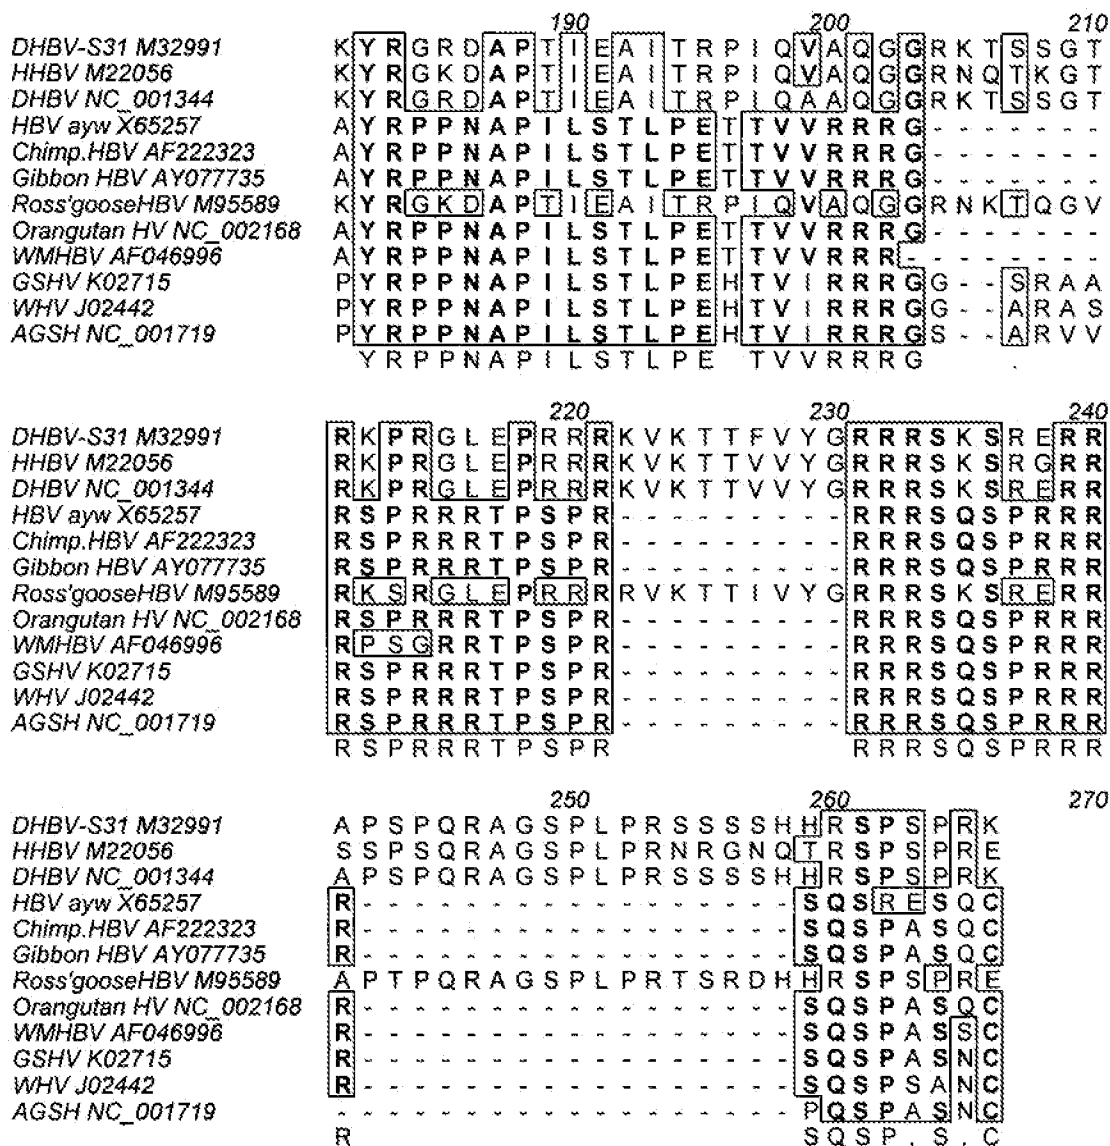 190 200 210
DHBV-S31 M32991 K Y R G R D A P T I E A I T R P I Q V A Q G G R K T S S G T
HHBV M22056 K Y R G K D A P T I E A I T R P I Q V A Q G G R N Q T K G T
DHBV NC_001344 K Y R G R D A P T I E A I T R P I Q A A Q G G R K T S S G T
HBV ayw X65257 A Y R P P N A P I L S T L P E T T V V R R R G - - - - - - -
Chimp.HBV AF222323 A Y R P P N A P I L S T L P E T T V V R R R G - - - - - - -
Gibbon HBV AY077735 A Y R P P N A P I L S T L P E T T V V R R R G - - - - - - -
Ross'gooseHBV M95589 K Y R G K D A P T I E A I T R P I Q V A Q G G R N K T Q G V
Orangutan HV NC_002168 A Y R P P N A P I L S T L P E T T V V R R R G - - - - - - -
WMHBV AF046996 A Y R P P N A P I L S T L P E T T V V R R R - - - - - - - -
GSHV K02715 P Y R P P N A P I L S T L P E H T V I R R R G G - - S R A A
WHV J02442 P Y R P P N A P I L S T L P E H T V I R R R G G - - A R A S
AGSH NC_001719 P Y R P P N A P I L S T L P E H T V I R R R G S - - A R V V
Y R P P N A P I L S T L P E T V V R R R G .
220 230 240
DHBV-S31 M32991 R K P R G L E P R R R K V K T T F V Y G R R R S K S R E R R
HHBV M22056 R K P R G L E P R R R K V K T T V V Y G R R R S K S R G R R
DHBV NC_001344 R K P R G L E P R R R K V K T T V V Y G R R R S K S R E R R
HBV ayw X65257 R S P R R R T P S P R - - - - - - - - - R R R S Q S P R R R
Chimp.HBV AF222323 R S P R R R T P S P R - - - - - - - - - R R R S Q S P R R R
Gibbon HBV AY077735 R S P R R R T P S P R - - - - - - - - - R R R S Q S P R R R
Ross'gooseHBV M95589 R K S R G L E P R R R R V K T T I V Y G R R R S K S R E R R
Orangutan HV NC_002168 R S P R R R T P S P R - - - - - - - - - R R R S Q S P R R R
WMHBV AF046996 R P S G R R T P S P R - - - - - - - - - R R R S Q S P R R R
GSHV K02715 R S P R R R T P S P R - - - - - - - - - R R R S Q S P R R R
WHV J02442 R S P R R R T P S P R - - - - - - - - - R R R S Q S P R R R
AGSH NC_001719 R S P R R R T P S P R - - - - - - - - - R R R S Q S P R R R
R S P R R R T P S P R R R R S Q S P R R R
250 260 270
DHBV-S31 M32991 A P S P Q R A G S P L P R S S S S H H R S P S P R K
HHBV M22056 S S P S Q R A G S P L P R N R G N Q T R S P S P R E
DHBV NC_001344 A P S P Q R A G S P L P R S S S S H H R S P S P R K
HBV ayw X65257 R - - - - - - - - - - - - - - - - - S Q S R E S Q C
Chimp.HBV AF222323 R - - - - - - - - - - - - - - - - - S Q S P A S Q C
Gibbon HBV AY077735 R - - - - - - - - - - - - - - - - - S Q S P A S Q C
Ross'gooseHBV M95589 A P T P Q R A G S P L P R T S R D H H R S P S P R E
Orangutan HV NC_002168 R - - - - - - - - - - - - - - - - - S Q S P A S Q C
WMHBV AF046996 R - - - - - - - - - - - - - - - - - S Q S P A S S C
GSHV K02715 R - - - - - - - - - - - - - - - - - S Q S P A S N C
WHV J02442 R - - - - - - - - - - - - - - - - - S Q S P S A N C
AGSH NC_001719 - - - - - - - - - - - - - - - - - - P Q S P A S N C
R S Q S P . S . C